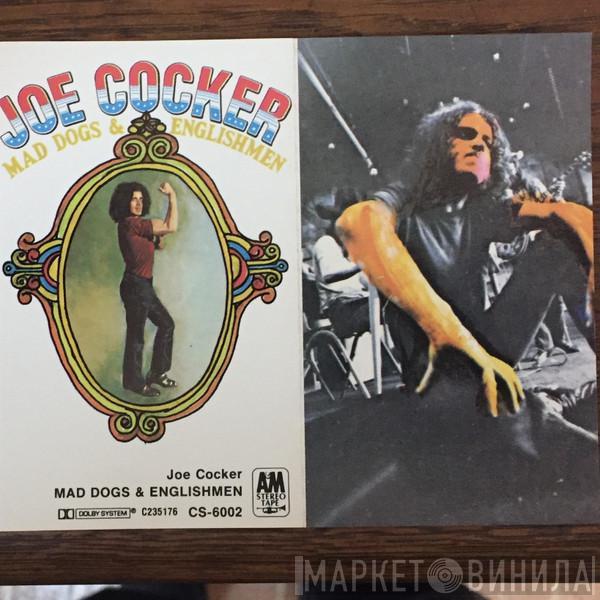 JOE COCKER
MAD DOGS & ENGLISHMEN
Joe Cocker
MAD DOGS & ENGLISHMEN
A&M
STEREO
TAPE
DOLBY SYSTEM® C235176 CS-6002
МАРКЕТ ВИНИЛА